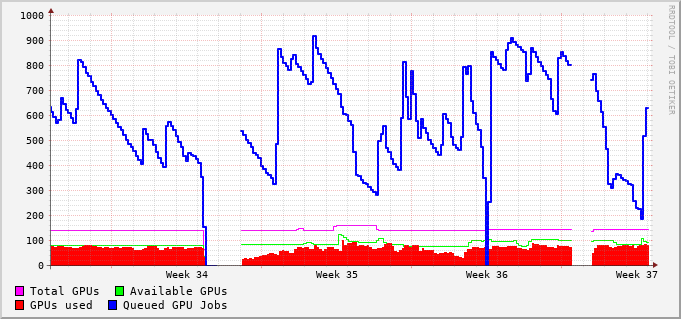 1000
900
800
700
600
500
400
300
200
100
0
Week 34 Week 35 Week 36 Week 37
Total GPUs Available GPUs
GPUs used Queued GPU Jobs
RRDTOOL / TOBI OETIKER